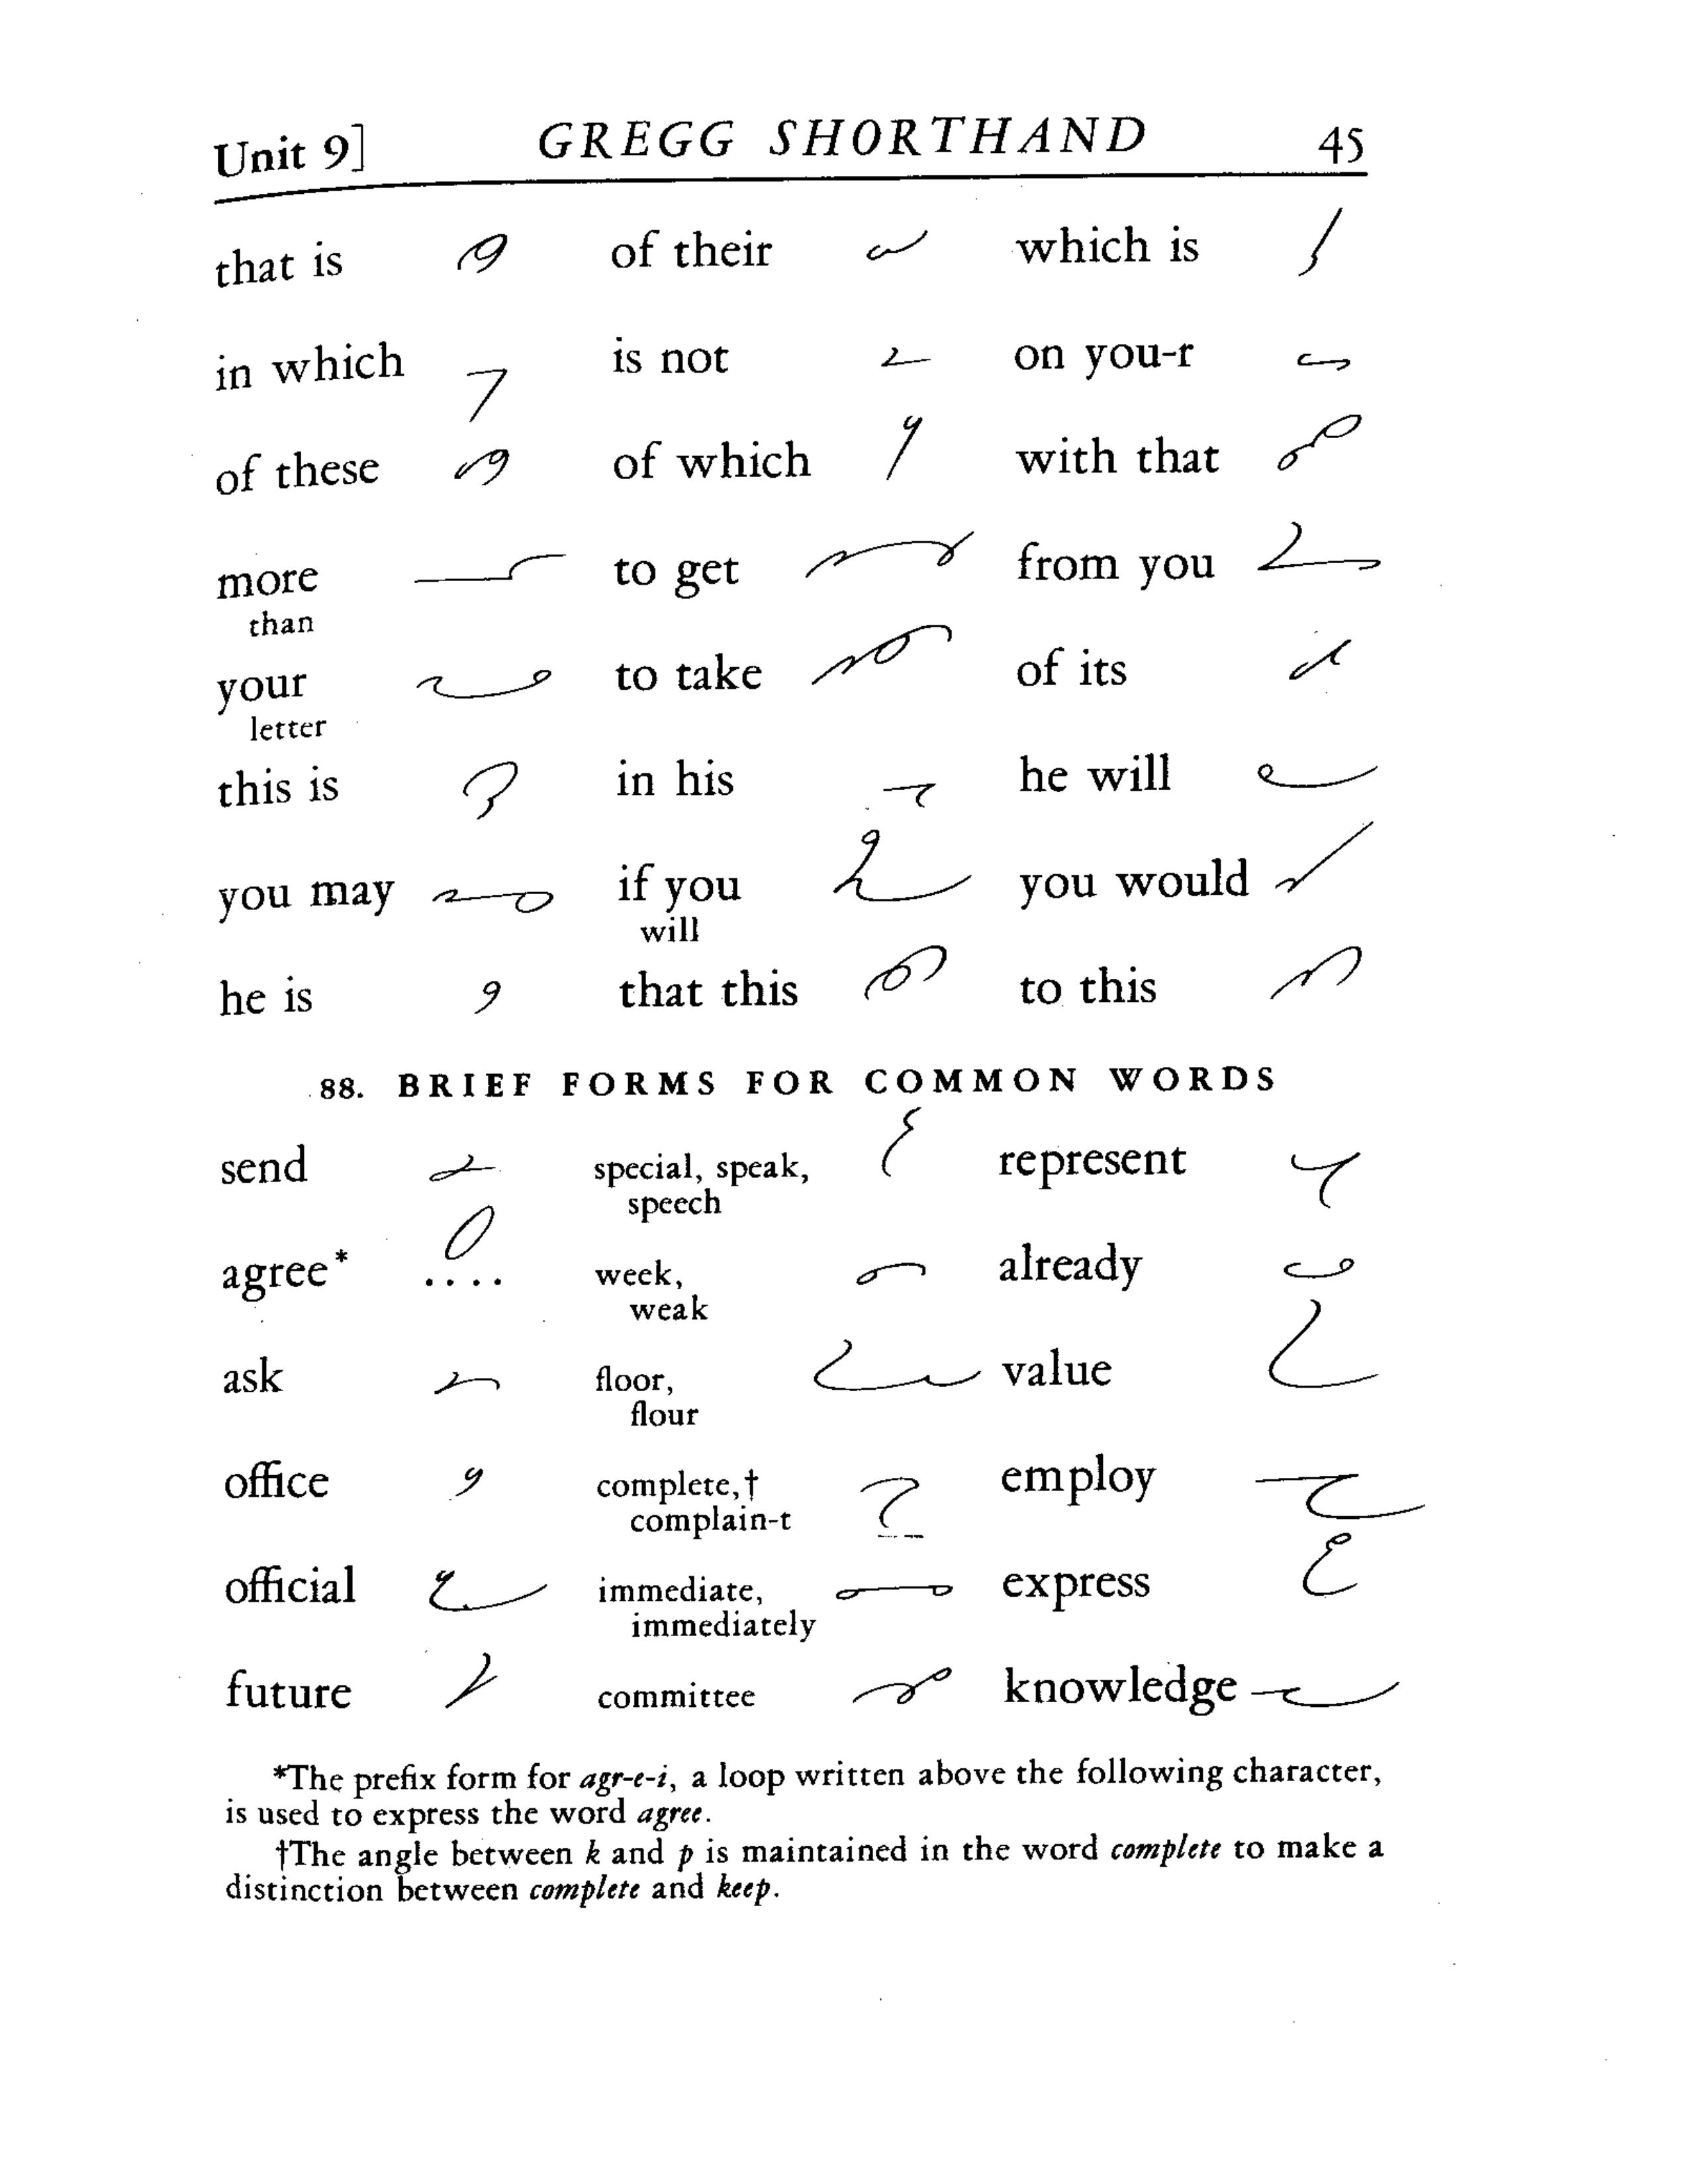 Unit 9] GREGG SHORTHAND 45
that is of their which is
in which is not on you-r
of these of which with that
more to get from you
than
your to take of its
letter
this is in his he will
you may if you you would
will
he is that this to this
88. BRIEF FORMS FOR COMMON WORDS
send special, speak, represent
speech
agree* week, already
weak
ask floor, value
flour
office complete,† employ
complain-t
official immediate, express
immediately
future committee knowledge
*The prefix form for agr-e-i, a loop written above the following character,
is used to express the word agree.
†The angle between k and p is maintained in the word complete to make a
distinction between complete and keep.